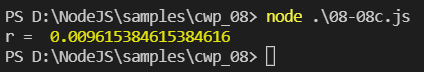 PS D:\NodeJS\samples\cwp_08> node .\08-08c.js
r =  0.009615384615384616
PS D:\NodeJS\samples\cwp_08>